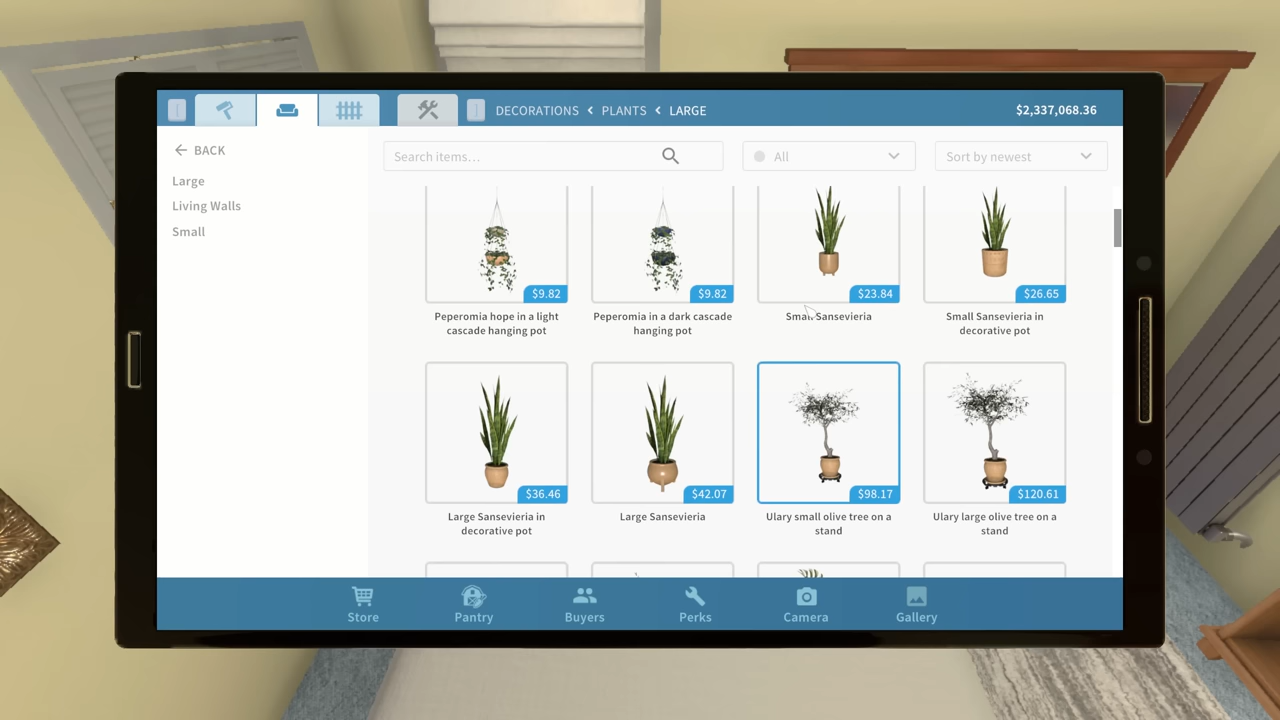 DECORATIONS < PLANTS < LARGE
$2,337,068.36
BACK
Large
Living Walls
Small
Search items...
All
Sort by newest
$9.82
$9.82
$23.84
$26.65
Peperomia hope in a light
cascade hanging pot
Peperomia in a dark cascade
hanging pot
Small Sansevieria
Small Sansevieria in
decorative pot
$36.46
$42.07
$98.17
$120.61
Large Sansevieria in
decorative pot
Large Sansevieria
Ulary small olive tree on a
stand
Ulary large olive tree on a
stand
Store
Pantry
Buyers
Perks
Camera
Gallery